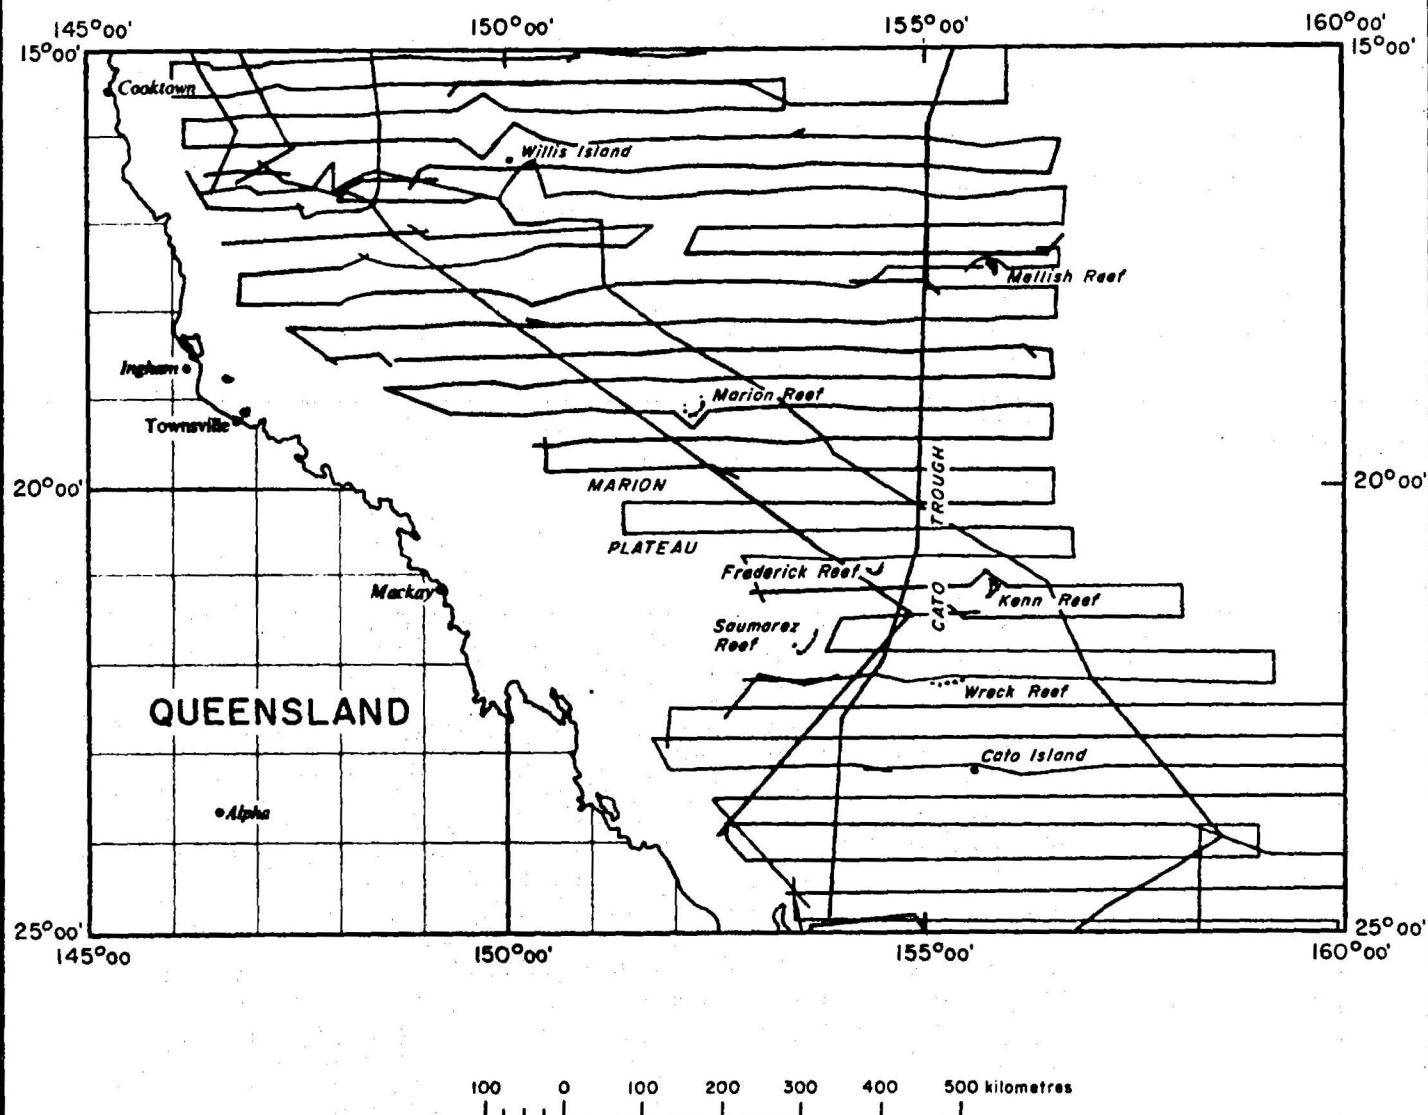 145°00' 150°00' 155°00' 160°00'
15°00' 15°00'
Cooktown
Willis Island
Mellish Reef
Ingham
Marion Reef
Townsville
TROUGH
MARION
20°00' 20°00'
PLATEAU
Frederick Reef
Mackay
CATO
Kenn Reef
Saumarez
Reef
Wreck Reef
QUEENSLAND
Cato Island
Alpha
25°00' 25°00'
145°00 150°00' 155°00' 160°00'
100 0 100 200 300 400 500 kilometres